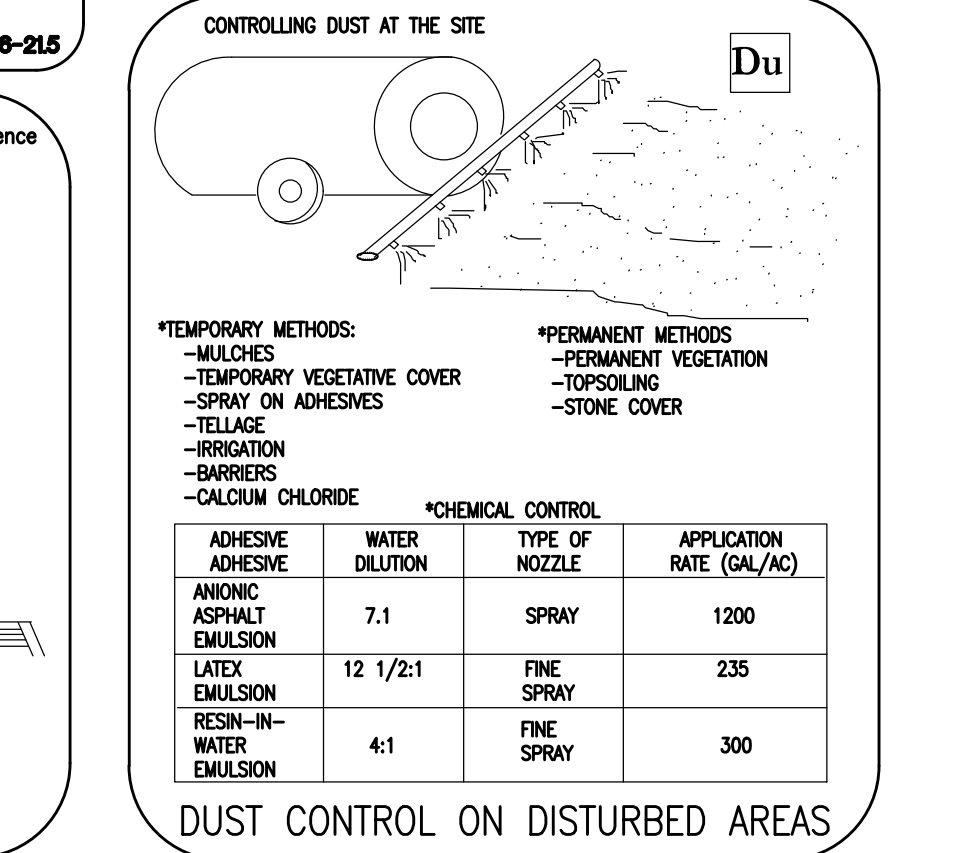 6-21.5
ence
CONTROLLING DUST AT THE SITE
Du
*TEMPORARY METHODS:
-MULCHES
-TEMPORARY VEGETATIVE COVER
-SPRAY ON ADHESIVES
-TELLAGE
-IRRIGATION
-BARRIERS
-CALCIUM CHLORIDE
*PERMANENT METHODS
-PERMANENT VEGETATION
-TOPSOILING
-STONE COVER
*CHEMICAL CONTROL
ADHESIVE
ADHESIVE
WATER
DILUTION
TYPE OF
NOZZLE
APPLICATION
RATE (GAL/AC)
ANIONIC
ASPHALT
EMULSION
7.1
SPRAY
1200
LATEX
EMULSION
12 1/2:1
FINE
SPRAY
235
RESIN-IN-
WATER
EMULSION
4:1
FINE
SPRAY
300
DUST CONTROL ON DISTURBED AREAS